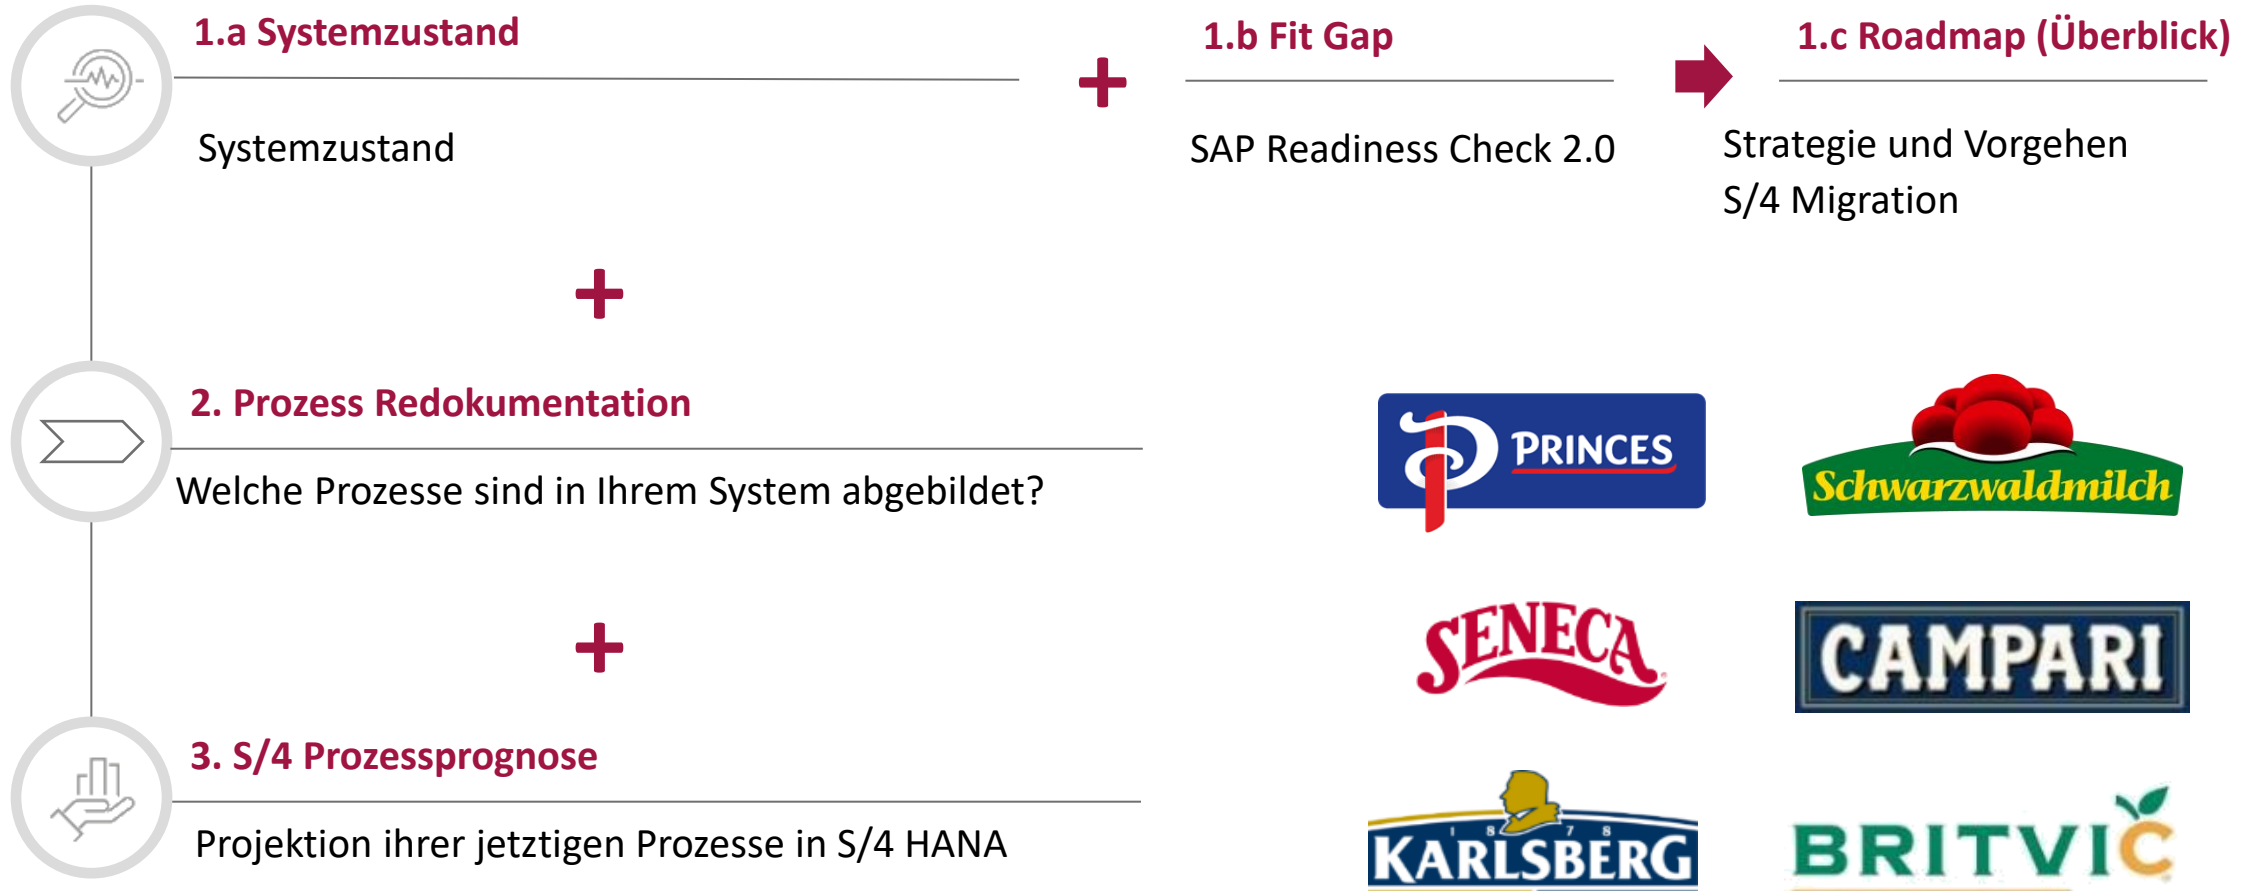 1.a Systemzustand
Systemzustand
1.b Fit Gap
SAP Readiness Check 2.0
1.c Roadmap (Überblick)
Strategie und Vorgehen
S/4 Migration
2. Prozess Redokumentation
Welche Prozesse sind in Ihrem System abgebildet?
3. S/4 Prozessprognose
Projektion ihrer jetztigen Prozesse in S/4 HANA
PRINCES
Schwarzwaldmilch
SENECA
CAMPARI
1878
KARLSBERG
BRITVIC